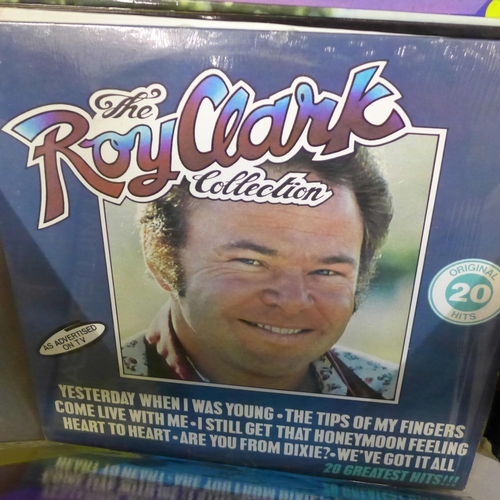 The
Roy Clark
Collection
ORIGINAL
20
HITS
AS ADVERTISED
ON TV
YESTERDAY WHEN I WAS YOUNG • THE TIPS OF MY FINGERS
COME LIVE WITH ME • I STILL GET THAT HONEYMOON FEELING
HEART TO HEART • ARE YOU FROM DIXIE? • WE'VE GOT IT ALL
20 GREATEST HITS!!!